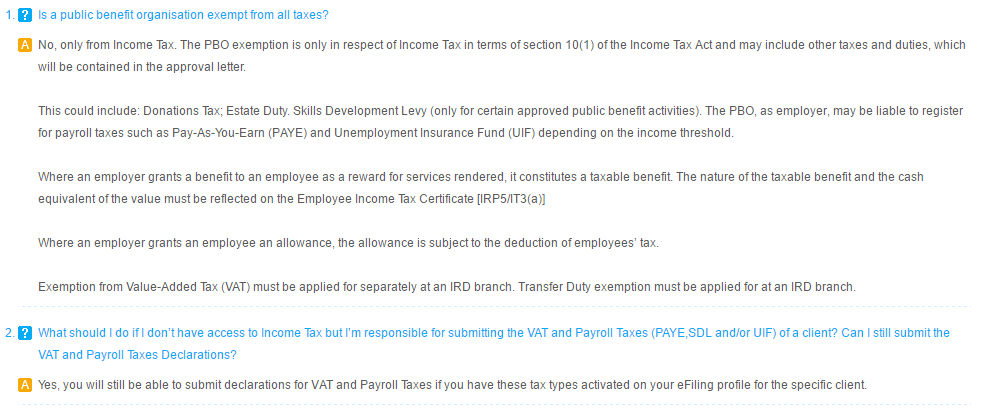 1. ? Is a public benefit organisation exempt from all taxes?
A No, only from Income Tax. The PBO exemption is only in respect of Income Tax in terms of section 10(1) of the Income Tax Act and may include other taxes and duties, which
will be contained in the approval letter.
This could include: Donations Tax; Estate Duty. Skills Development Levy (only for certain approved public benefit activities). The PBO, as employer, may be liable to register
for payroll taxes such as Pay-As-You-Earn (PAYE) and Unemployment Insurance Fund (UIF) depending on the income threshold.
Where an employer grants a benefit to an employee as a reward for services rendered, it constitutes a taxable benefit. The nature of the taxable benefit and the cash
equivalent of the value must be reflected on the Employee Income Tax Certificate [IRP5/IT3(a)]
Where an employer grants an employee an allowance, the allowance is subject to the deduction of employees' tax.
Exemption from Value-Added Tax (VAT) must be applied for separately at an IRD branch. Transfer Duty exemption must be applied for at an IRD branch.
2. ? What should I do if I don't have access to Income Tax but I'm responsible for submitting the VAT and Payroll Taxes (PAYE,SDL and/or UIF) of a client? Can I still submit the
VAT and Payroll Taxes Declarations?
A Yes, you will still be able to submit declarations for VAT and Payroll Taxes if you have these tax types activated on your eFiling profile for the specific client.